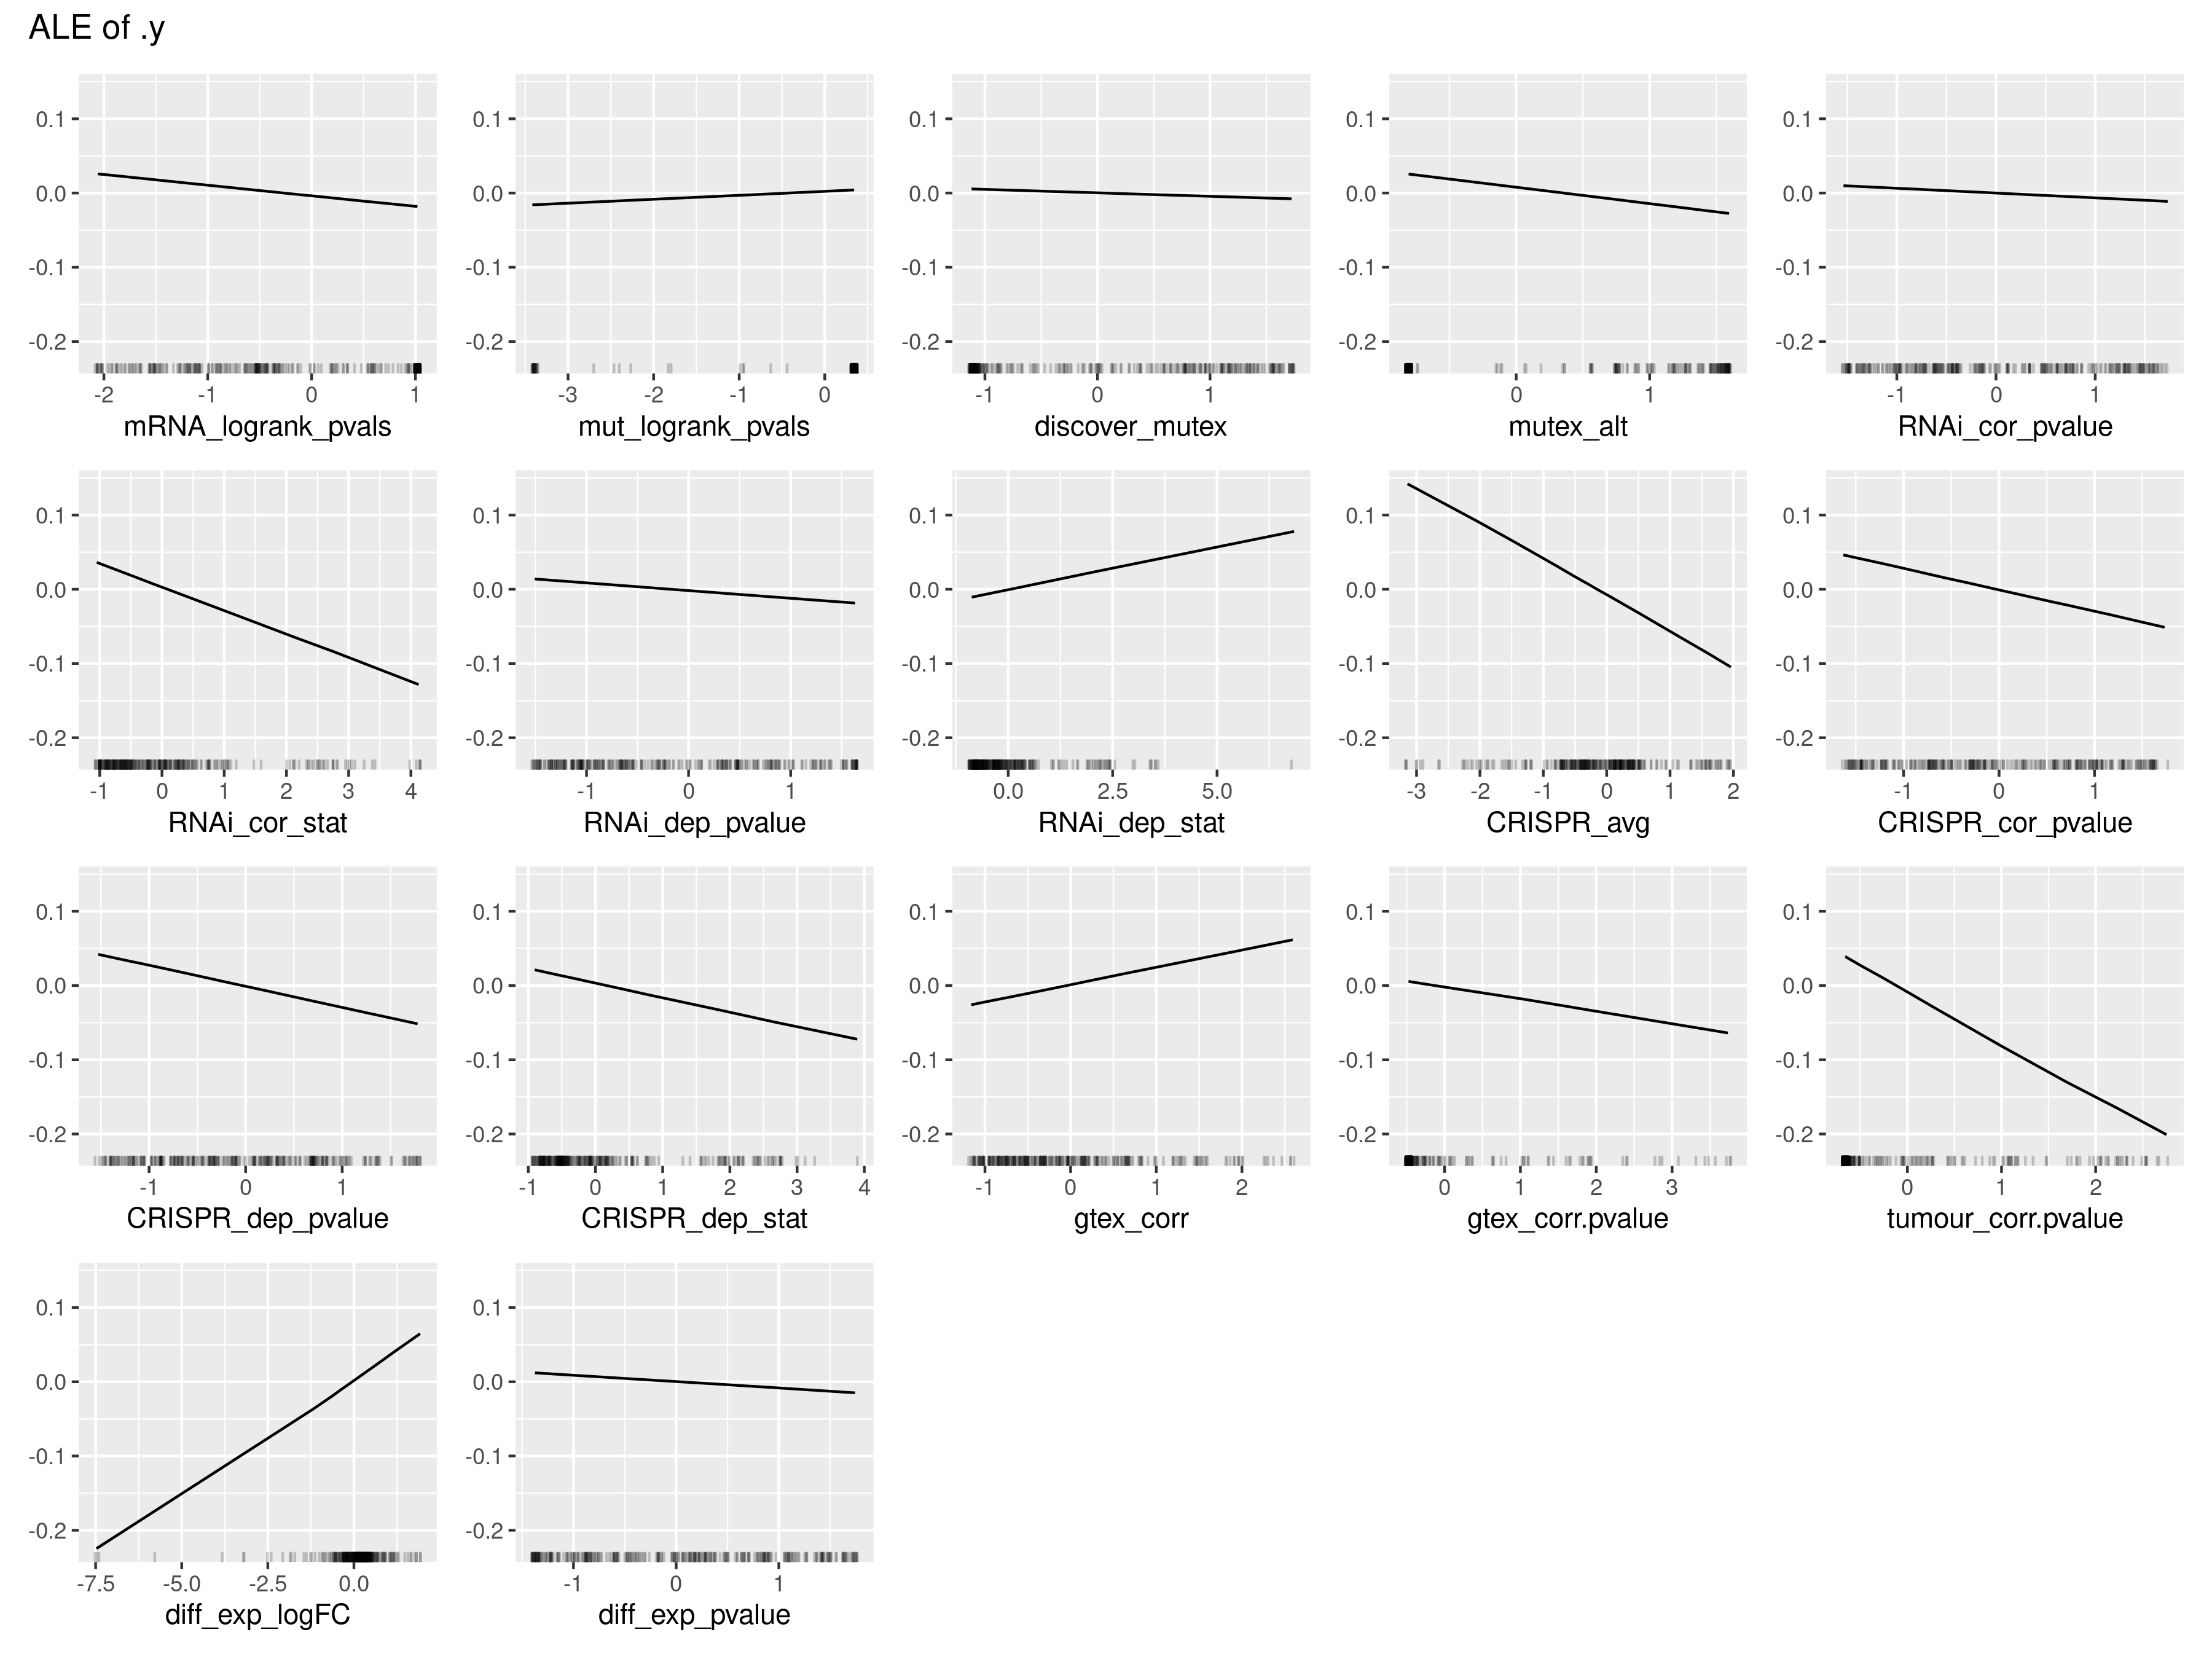 ALE of .y
0.1 0.1 0.1 0.1 0.1
0.0 0.0 0.0 0.0 0.0
-0.1 -0.1 -0.1 -0.1 -0.1
-0.2 -0.2 -0.2 -0.2 -0.2
-2 -1 0 1 -3 -2 -1 0 -1 0 1 0 1 -1 0 1
mRNA_logrank_pvals mut_logrank_pvals discover_mutex mutex_alt RNAi_cor_pvalue
0.1 0.1 0.1 0.1 0.1
0.0 0.0 0.0 0.0 0.0
-0.1 -0.1 -0.1 -0.1 -0.1
-0.2 -0.2 -0.2 -0.2 -0.2
-1 0 1 2 3 4 -1 0 1 0.0 2.5 5.0 -3 -2 -1 0 1 2 -1 0 1
RNAi_cor_stat RNAi_dep_pvalue RNAi_dep_stat CRISPR_avg CRISPR_cor_pvalue
0.1 0.1 0.1 0.1 0.1
0.0 0.0 0.0 0.0 0.0
-0.1 -0.1 -0.1 -0.1 -0.1
-0.2 -0.2 -0.2 -0.2 -0.2
-1 0 1 -1 0 1 2 3 4 -1 0 1 2 0 1 2 3 0 1 2
CRISPR_dep_pvalue CRISPR_dep_stat gtex_corr gtex_corr.pvalue tumour_corr.pvalue
0.1 0.1
0.0 0.0
-0.1 -0.1
-0.2 -0.2
-7.5 -5.0 -2.5 0.0 -1 0 1
diff_exp_logFC diff_exp_pvalue